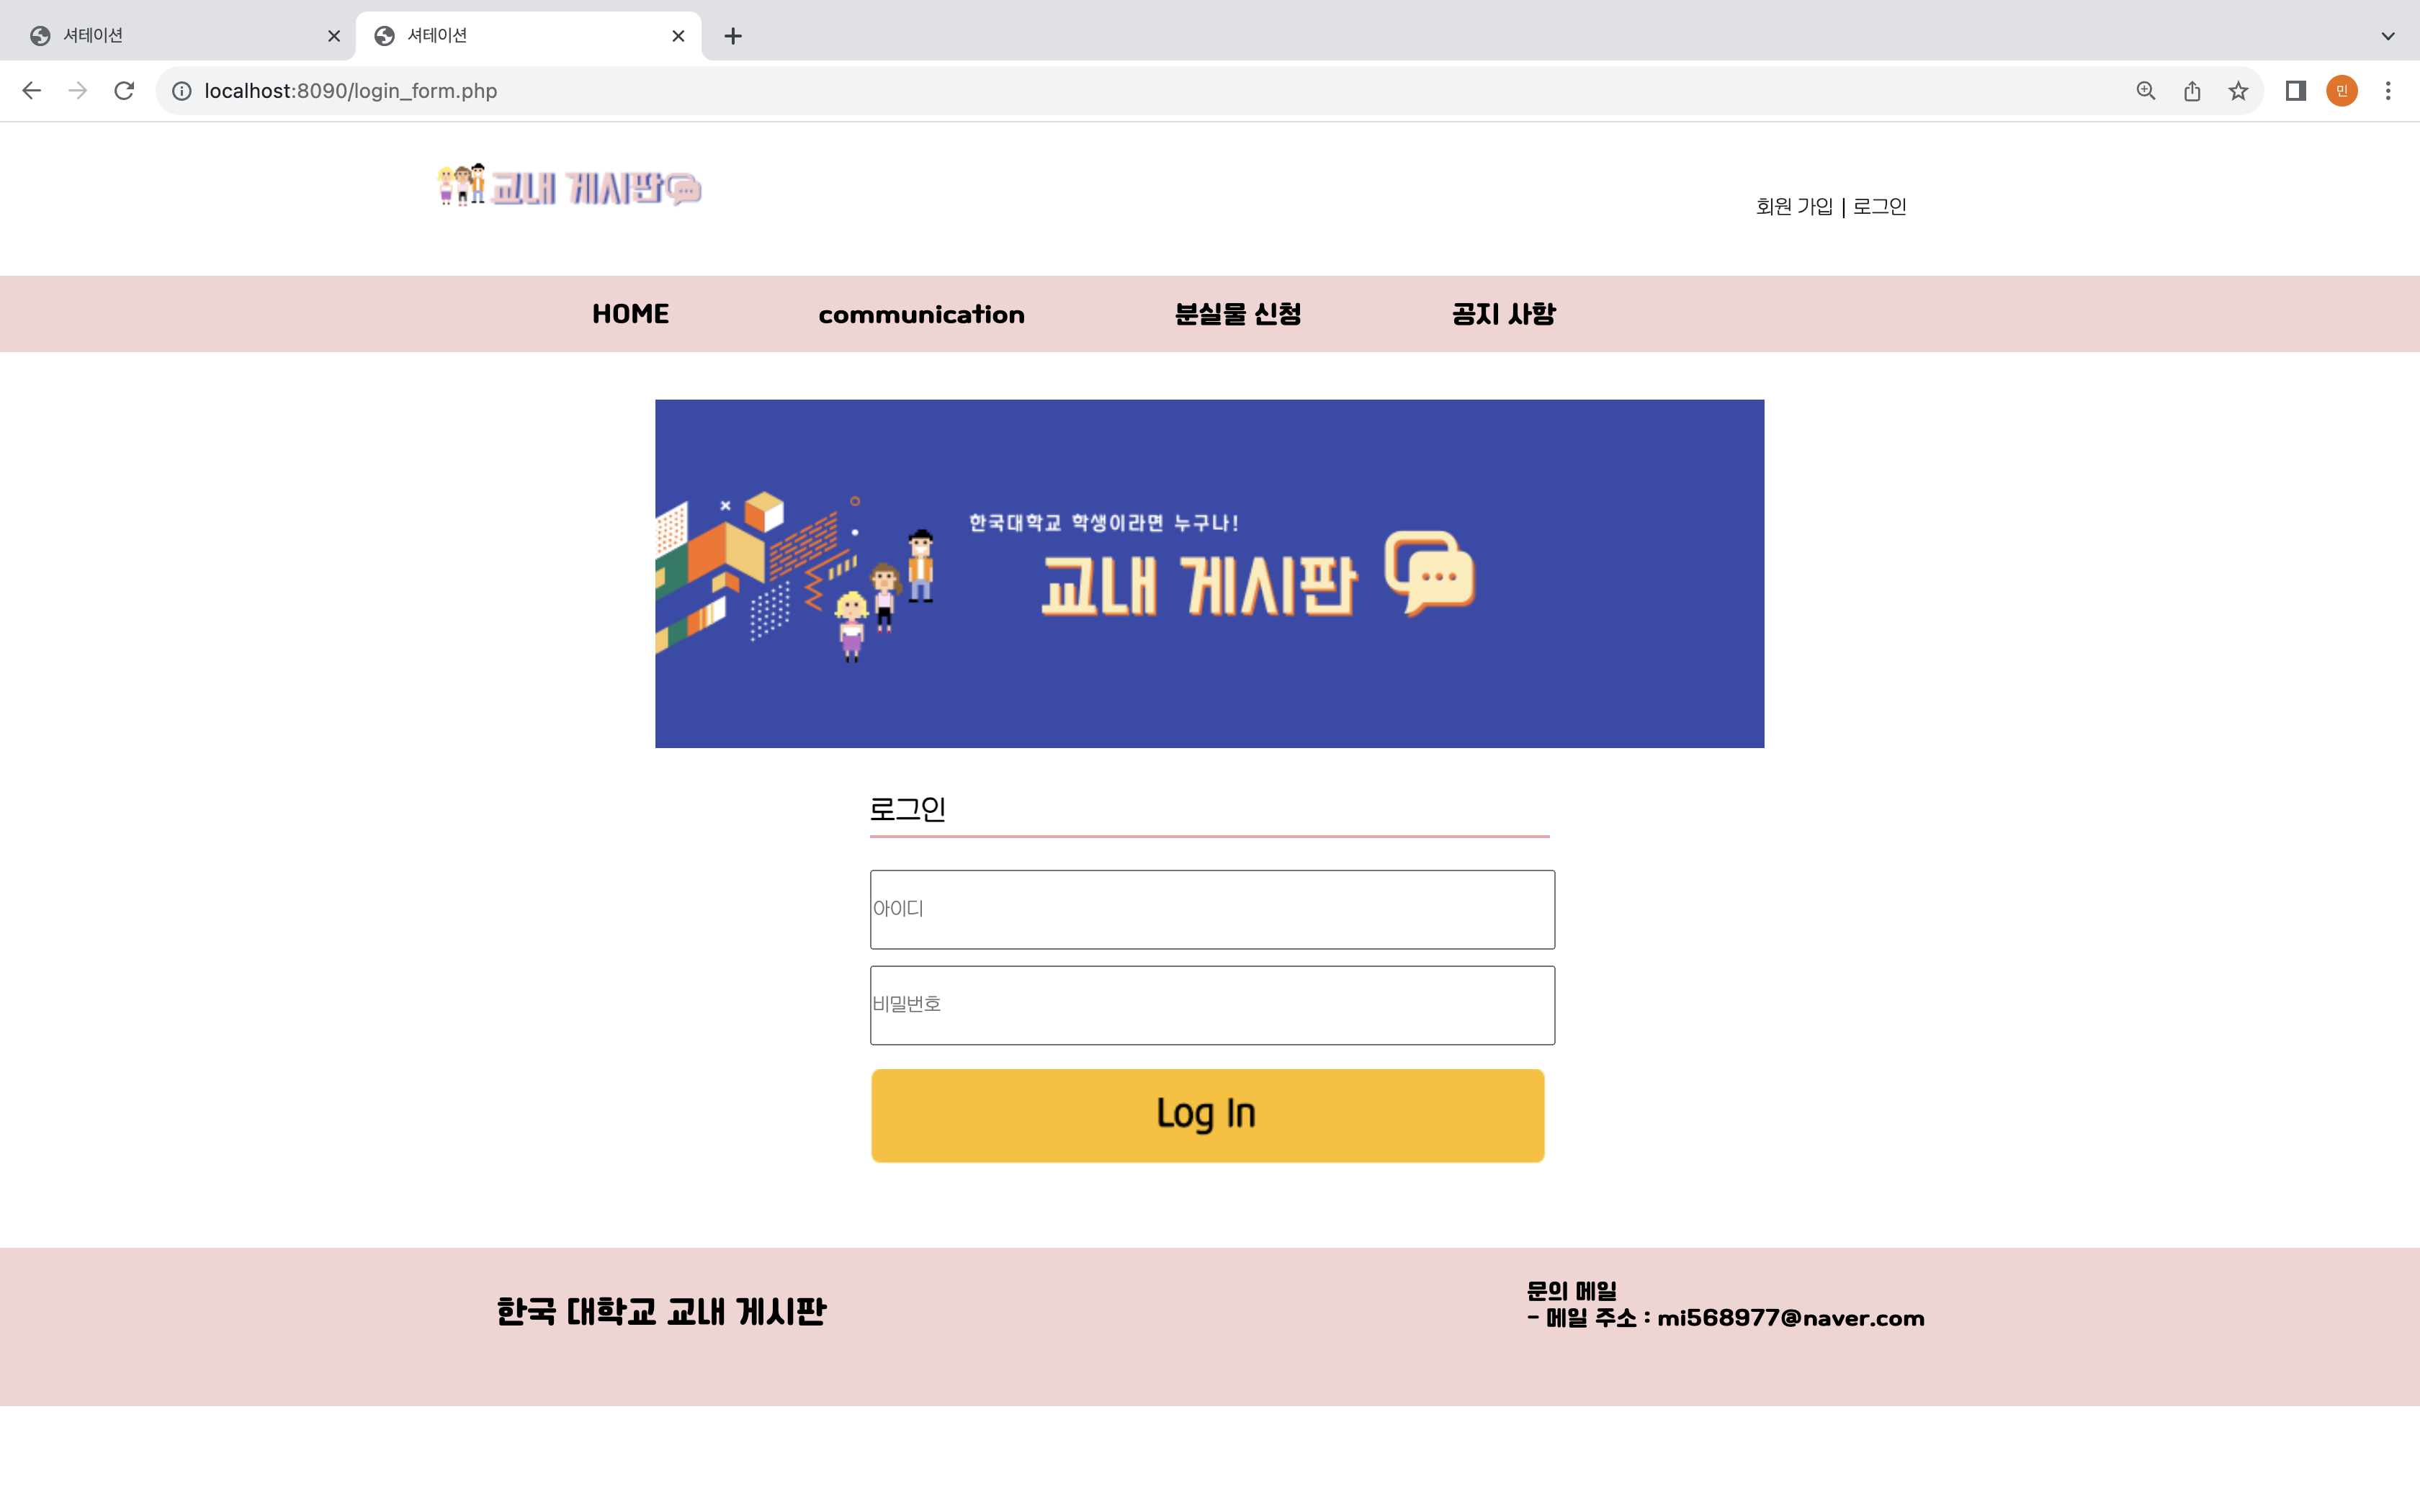 셔테이션
셔테이션
localhost:8090/login_form.php
민
교내 게시판
회원 가입 | 로그인
HOME communication 분실물 신청 공지 사항
한국대학교 학생이라면 누구나!
교내 게시판
로그인
아이디
비밀번호
Log In
한국 대학교 교내 게시판
문의 메일
- 메일 주소 : mi568977@naver.com